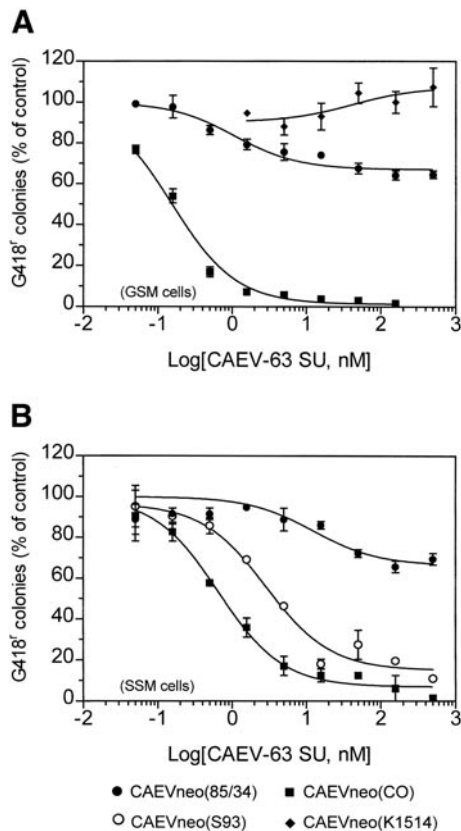 A
G418ʳ colonies (% of control)
120
100
80
60
40
20
0
(GSM cells)
-2 -1 0 1 2 3
Log[CAEV-63 SU, nM]
B
G418ʳ colonies (% of control)
120
100
80
60
40
20
0
(SSM cells)
-2 -1 0 1 2 3
Log[CAEV-63 SU, nM]
CAEVneo(85/34) CAEVneo(CO)
CAEVneo(S93) CAEVneo(K1514)